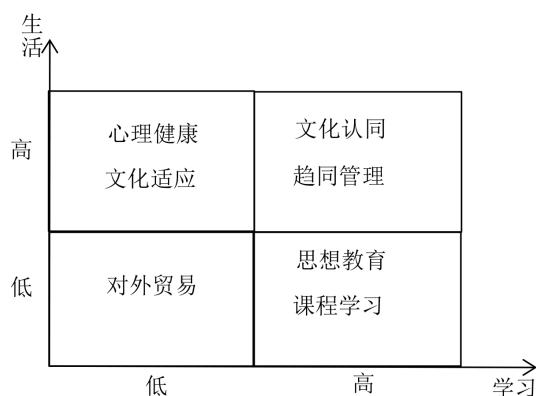 生
活
高
心理健康
文化适应
文化认同
趋同管理
低
对外贸易
思想教育
课程学习
低
高
学习